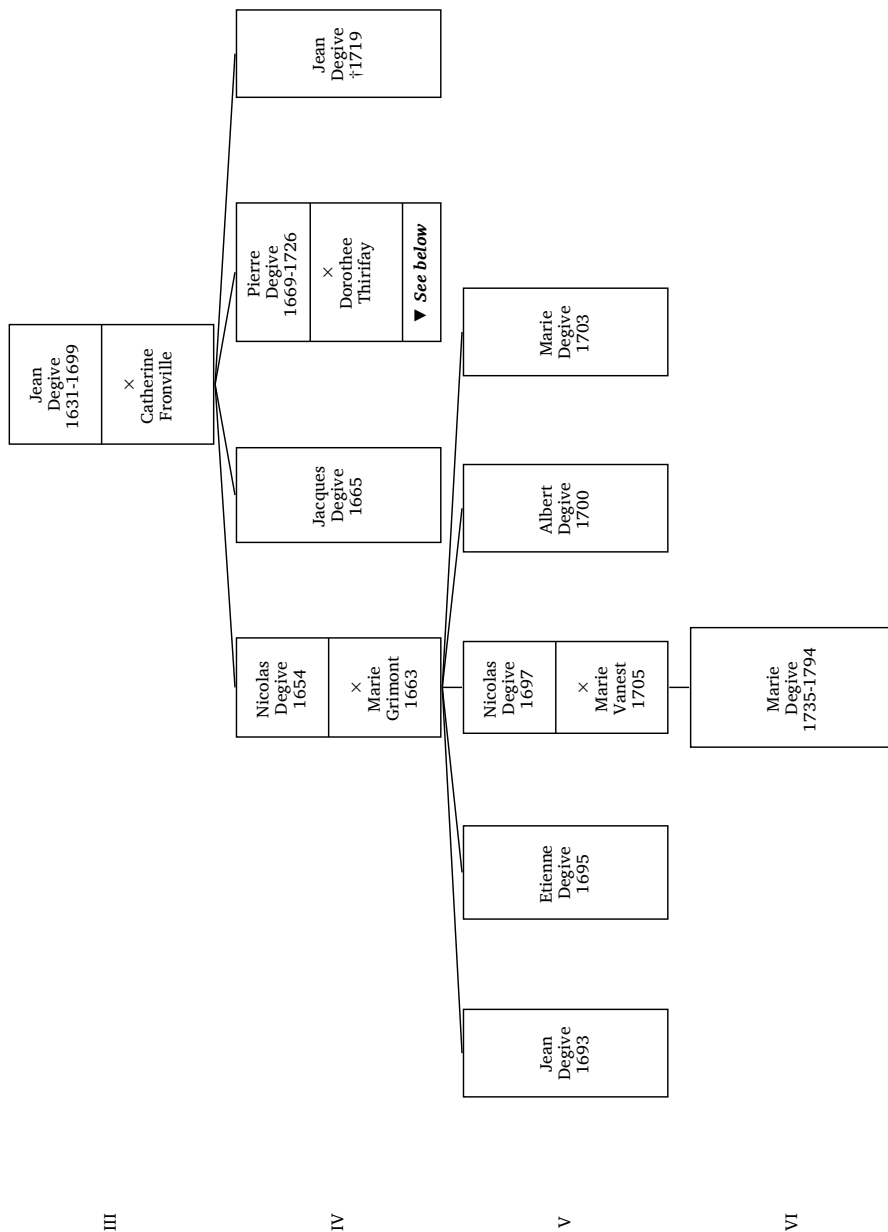 III
Jean
Degive
1631-1699
×
Catherine
Fronville
IV
Nicolas
Degive
1654
×
Marie
Grimont
1663
Jacques
Degive
1665
Pierre
Degive
1669-1726
×
Dorothee
Thirifay
▼ See below
Jean
Degive
†1719
V
Jean
Degive
1693
Etienne
Degive
1695
Nicolas
Degive
1697
×
Marie
Vanest
1705
Albert
Degive
1700
Marie
Degive
1703
VI
Marie
Degive
1735-1794